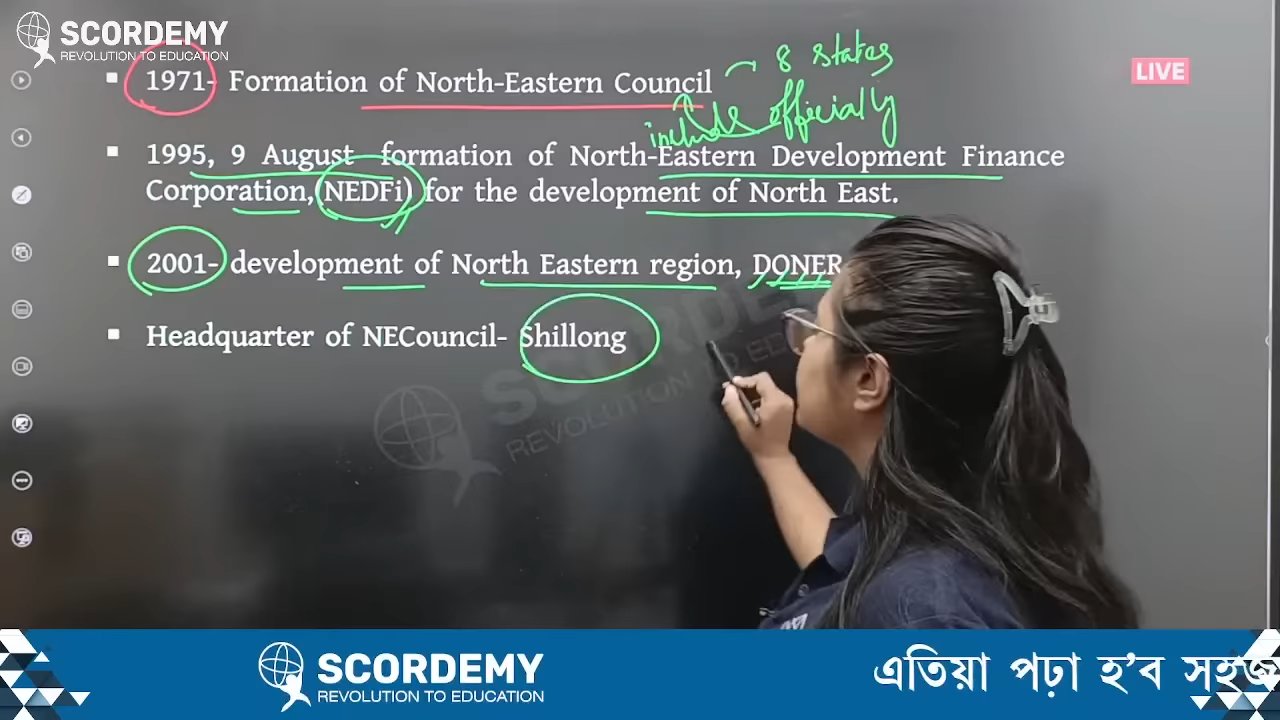 SCORDEMY
REVOLUTION TO EDUCATION
LIVE
1971- Formation of North-Eastern Council
8 states
include officially
1995, 9 August formation of North-Eastern Development Finance
Corporation, (NEDFi) for the development of North East.
2001- development of North Eastern region, DONER
Headquarter of NECouncil- Shillong
SCORDEMY
REVOLUTION TO EDUCATION
SCORDEMY
REVOLUTION TO EDUCATION
এতিয়া পঢ়া হ'ব সহজ